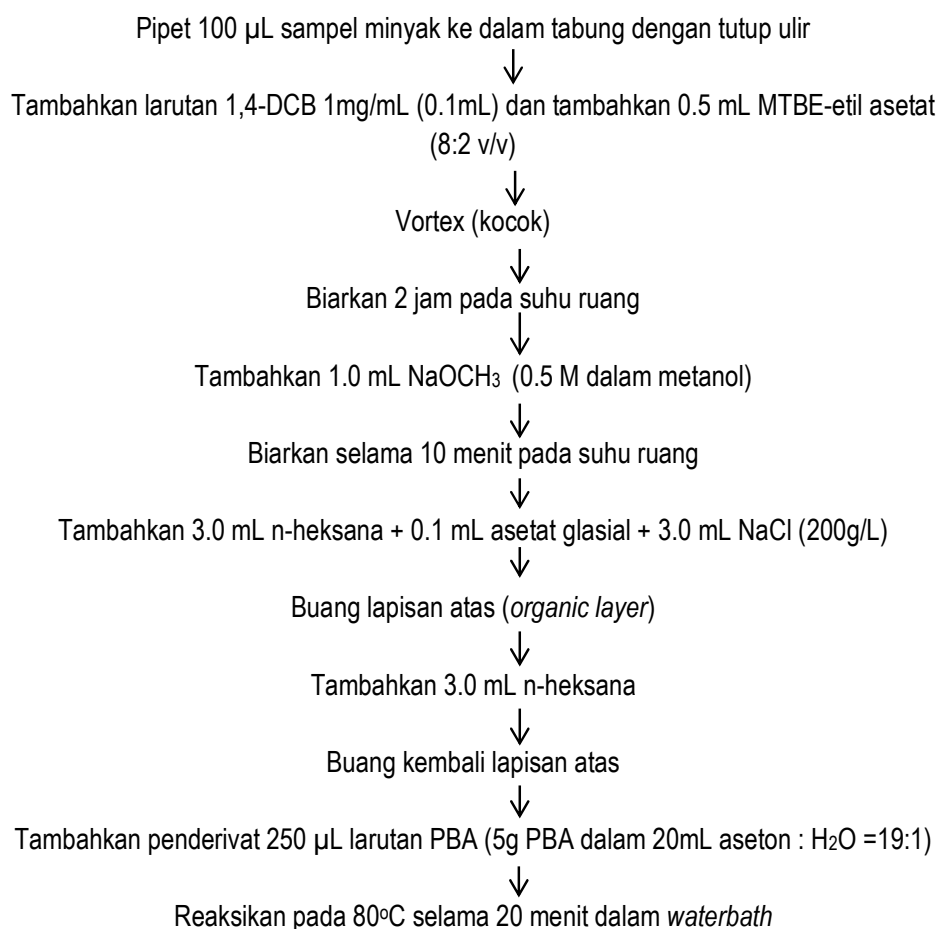 Pipet 100 µL sampel minyak ke dalam tabung dengan tutup ulir
Tambahkan larutan 1,4-DCB 1mg/mL (0.1mL) dan tambahkan 0.5 mL MTBE-etil asetat
(8:2 v/v)
Vortex (kocok)
Biarkan 2 jam pada suhu ruang
Tambahkan 1.0 mL NaOCH3 (0.5 M dalam metanol)
Biarkan selama 10 menit pada suhu ruang
Tambahkan 3.0 mL n-heksana + 0.1 mL asetat glasial + 3.0 mL NaCl (200g/L)
Buang lapisan atas (organic layer)
Tambahkan 3.0 mL n-heksana
Buang kembali lapisan atas
Tambahkan penderivat 250 µL larutan PBA (5g PBA dalam 20mL aseton : H2O =19:1)
Reaksikan pada 80oC selama 20 menit dalam waterbath